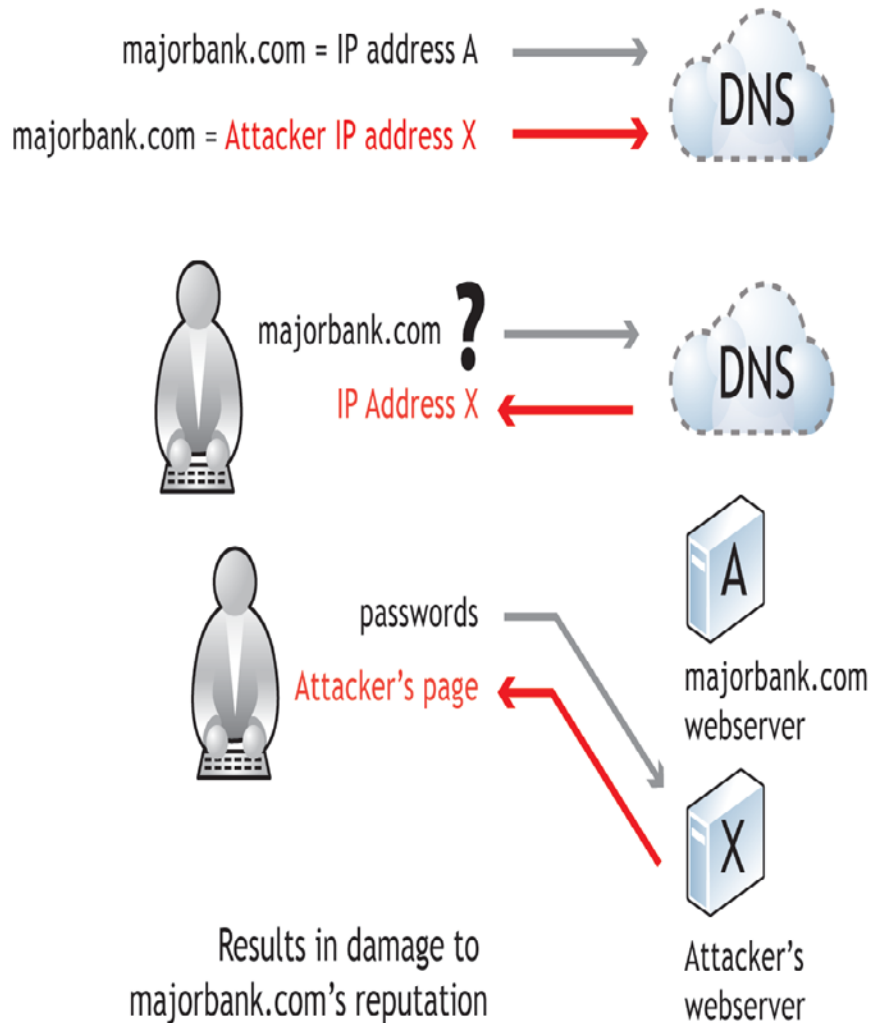 majorbank.com = IP address A
DNS
majorbank.com = Attacker IP address X
majorbank.com ?
DNS
IP Address X
A
passwords
Attacker's page
majorbank.com
webserver
X
Results in damage to
majorbank.com's reputation
Attacker's
webserver